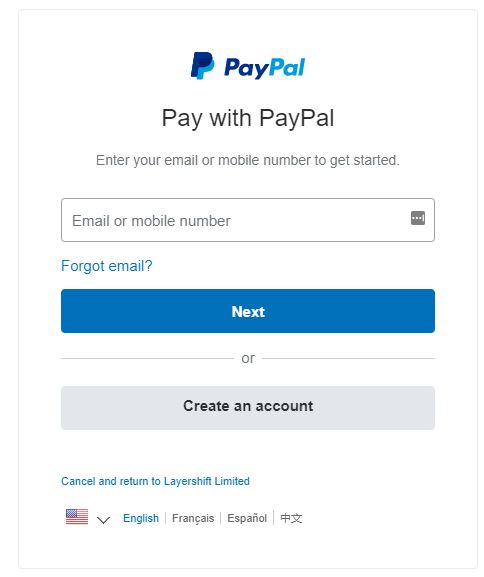 PayPal
Pay with PayPal
Enter your email or mobile number to get started.
Email or mobile number
Forgot email?
Next
or
Create an account
Cancel and return to Layershift Limited
English Français Español 中文